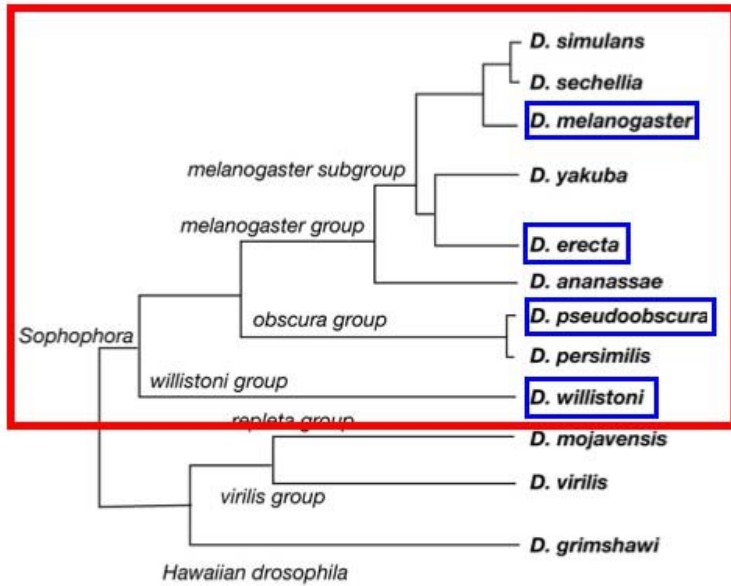 D. simulans
D. sechellia
D. melanogaster
melanogaster subgroup
D. yakuba
melanogaster group
D. erecta
D. ananassae
obscura group
D. pseudoobscura
Sophophora
D. persimilis
willistoni group
D. willistoni
repleta group
D. mojavensis
D. virilis
virilis group
D. grimshawi
Hawaiian drosophila